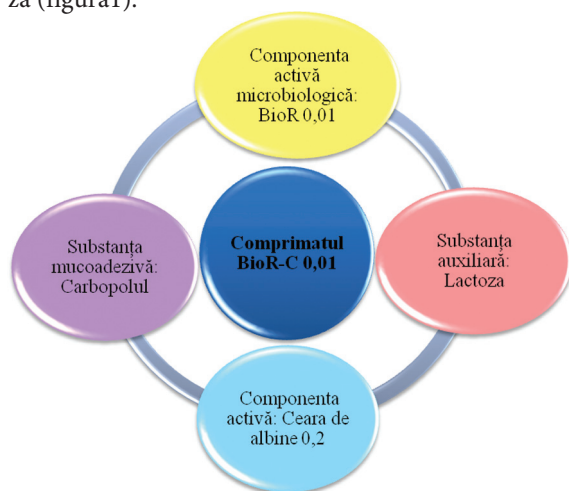 za (figura1).
Componenta
activă
microbiologică:
BioR 0,01
Substanța
mucoadezivă:
Carbopolul
Comprimatul
BioR-C 0,01
Substanța
auxiliară:
Lactoza
Componenta
activă: Ceara de
albine 0,2